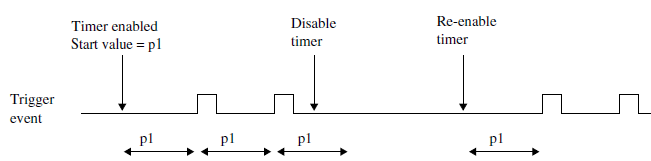 Timer enabled
Start value = p1
Disable
timer
Re-enable
timer
Trigger
event
p1
p1
p1
p1